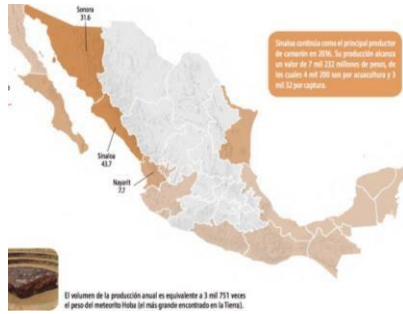 Sonora
31.6
Sinaloa continúa como el principal productor
de camarón en 2016. Su producción alcanza
un valor de 7 mil 232 millones de pesos, de
los cuales 4 mil 200 son por acuacultura y 3
mil 32 por captura.
Sinaloa
43.7
Nayarit
7.7
El volumen de la producción anual es equivalente a 3 mil 751 veces
el peso del meteorito Hoba (el más grande encontrado en la Tierra).